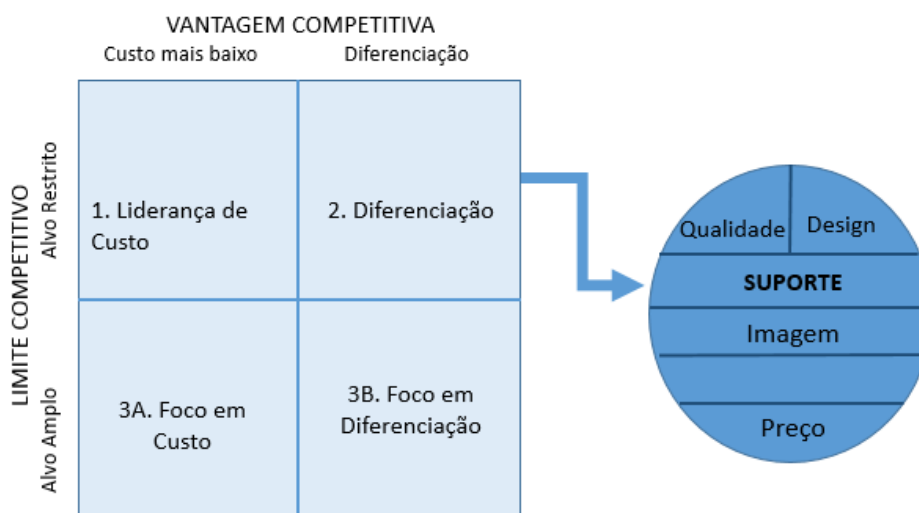 VANTAGEM COMPETITIVA
Custo mais baixo
Diferenciação
LIMITE COMPETITIVO
Alvo Restrito
1. Liderança de
Custo
2. Diferenciação
Alvo Amplo
3A. Foco em
Custo
3B. Foco em
Diferenciação
Qualidade
Design
SUPORTE
Imagem
Preço